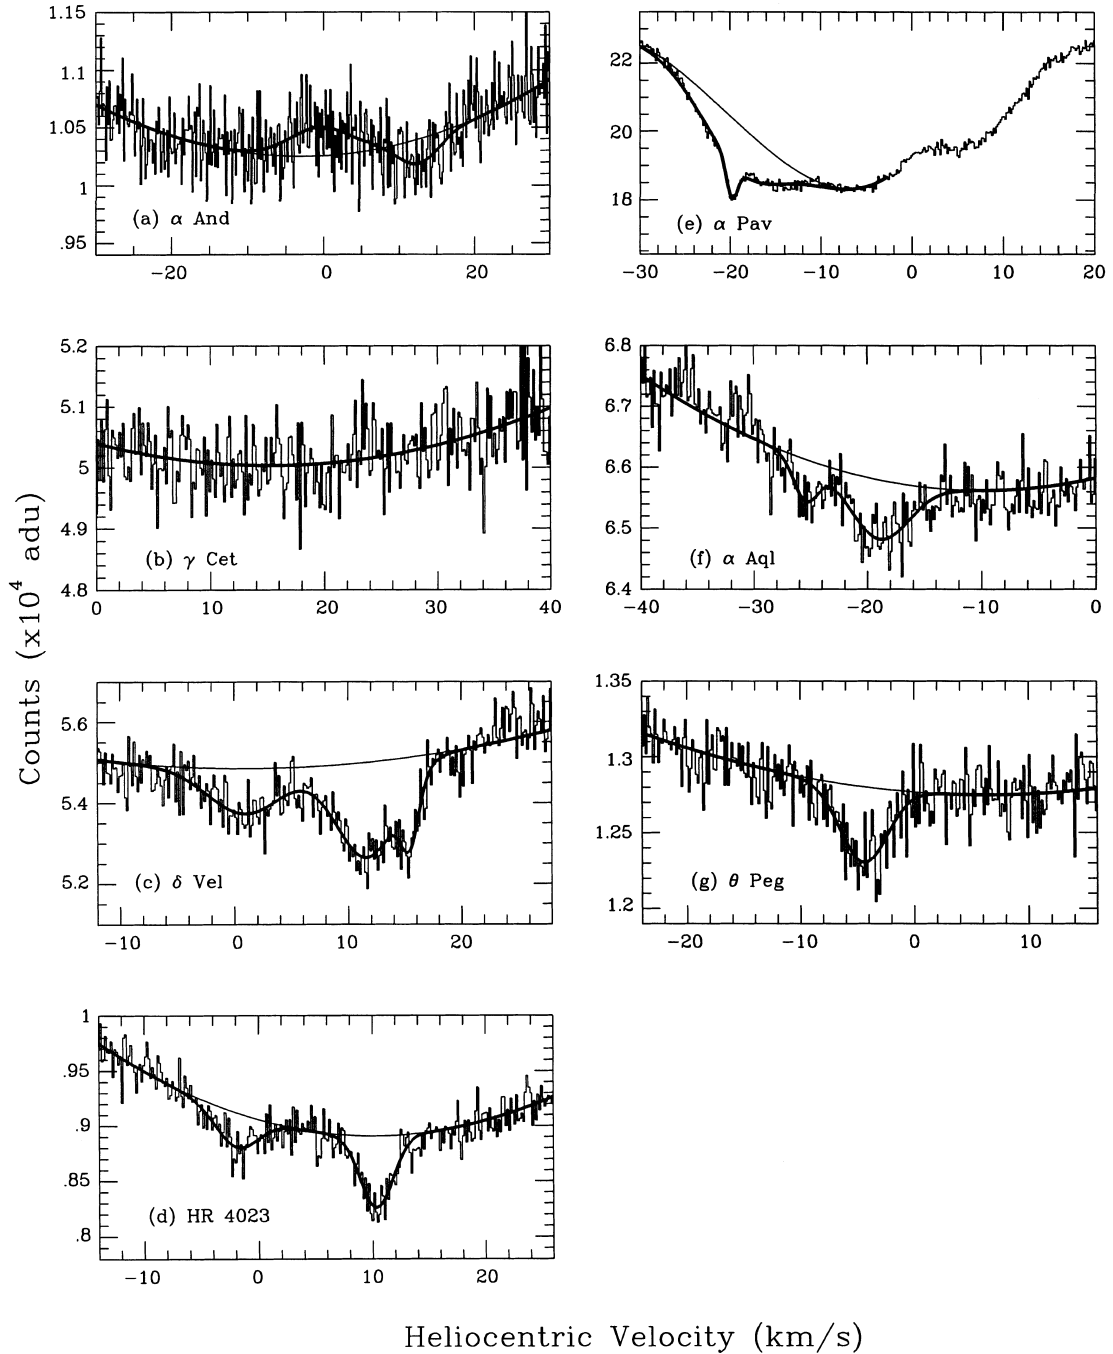 1.15
1.1
1.05
1
.95
(a) α And
−20 0 20
22
20
18
(e) α Pav
−30 −20 −10 0 10 20
5.2
5.1
5
4.9
4.8
(b) γ Cet
0 10 20 30 40
6.8
6.7
6.6
6.5
6.4
(f) α Aql
−40 −30 −20 −10 0
Counts (x10⁴ adu)
5.6
5.4
5.2
(c) δ Vel
−10 0 10 20
1.35
1.3
1.25
1.2
(g) θ Peg
−20 −10 0 10
1
.95
.9
.85
.8
(d) HR 4023
−10 0 10 20
Heliocentric Velocity (km/s)